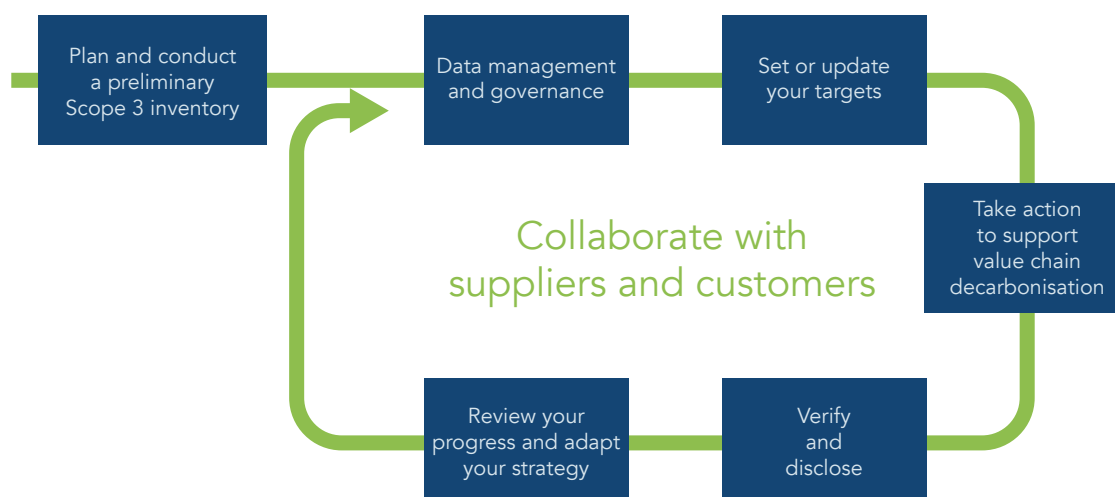 Plan and conduct
a preliminary
Scope 3 inventory
Data management
and governance
Set or update
your targets
Take action
to support
value chain
decarbonisation
Collaborate with
suppliers and customers
Review your
progress and adapt
your strategy
Verify
and
disclose